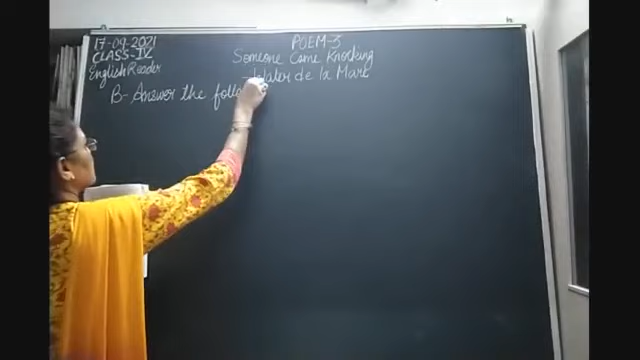 17-09-2021
CLASS-IV
English Reader
POEM-3
Someone Came Knocking
-Walter de la Mare
B- Answer the follo